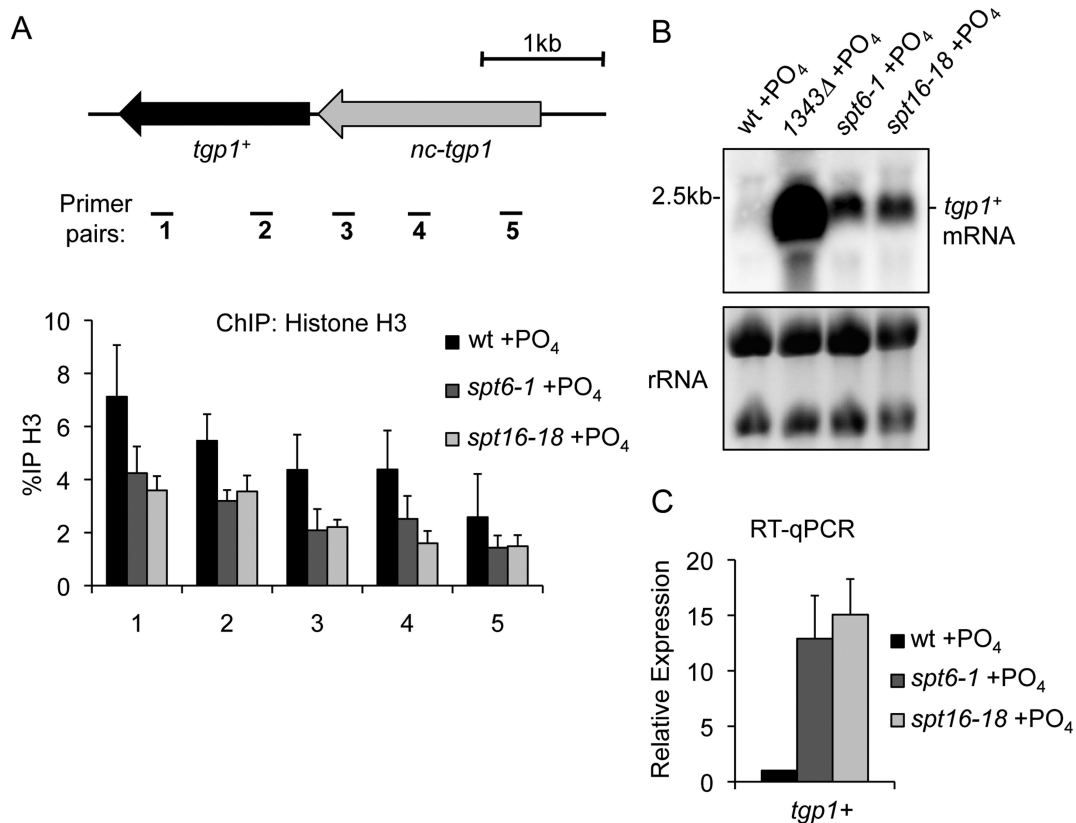 A
1kb
tgp1+
nc-tgp1
Primer
pairs:
1 2 3 4 5
ChIP: Histone H3
%IP H3
10
8
6
4
2
0
1 2 3 4 5
wt +PO4
spt6-1 +PO4
spt16-18 +PO4
B
wt +PO4
1343Δ +PO4
spt6-1 +PO4
spt16-18 +PO4
2.5kb-
tgp1+
mRNA
rRNA
C
RT-qPCR
Relative Expression
20
15
10
5
0
tgp1+
wt +PO4
spt6-1 +PO4
spt16-18 +PO4